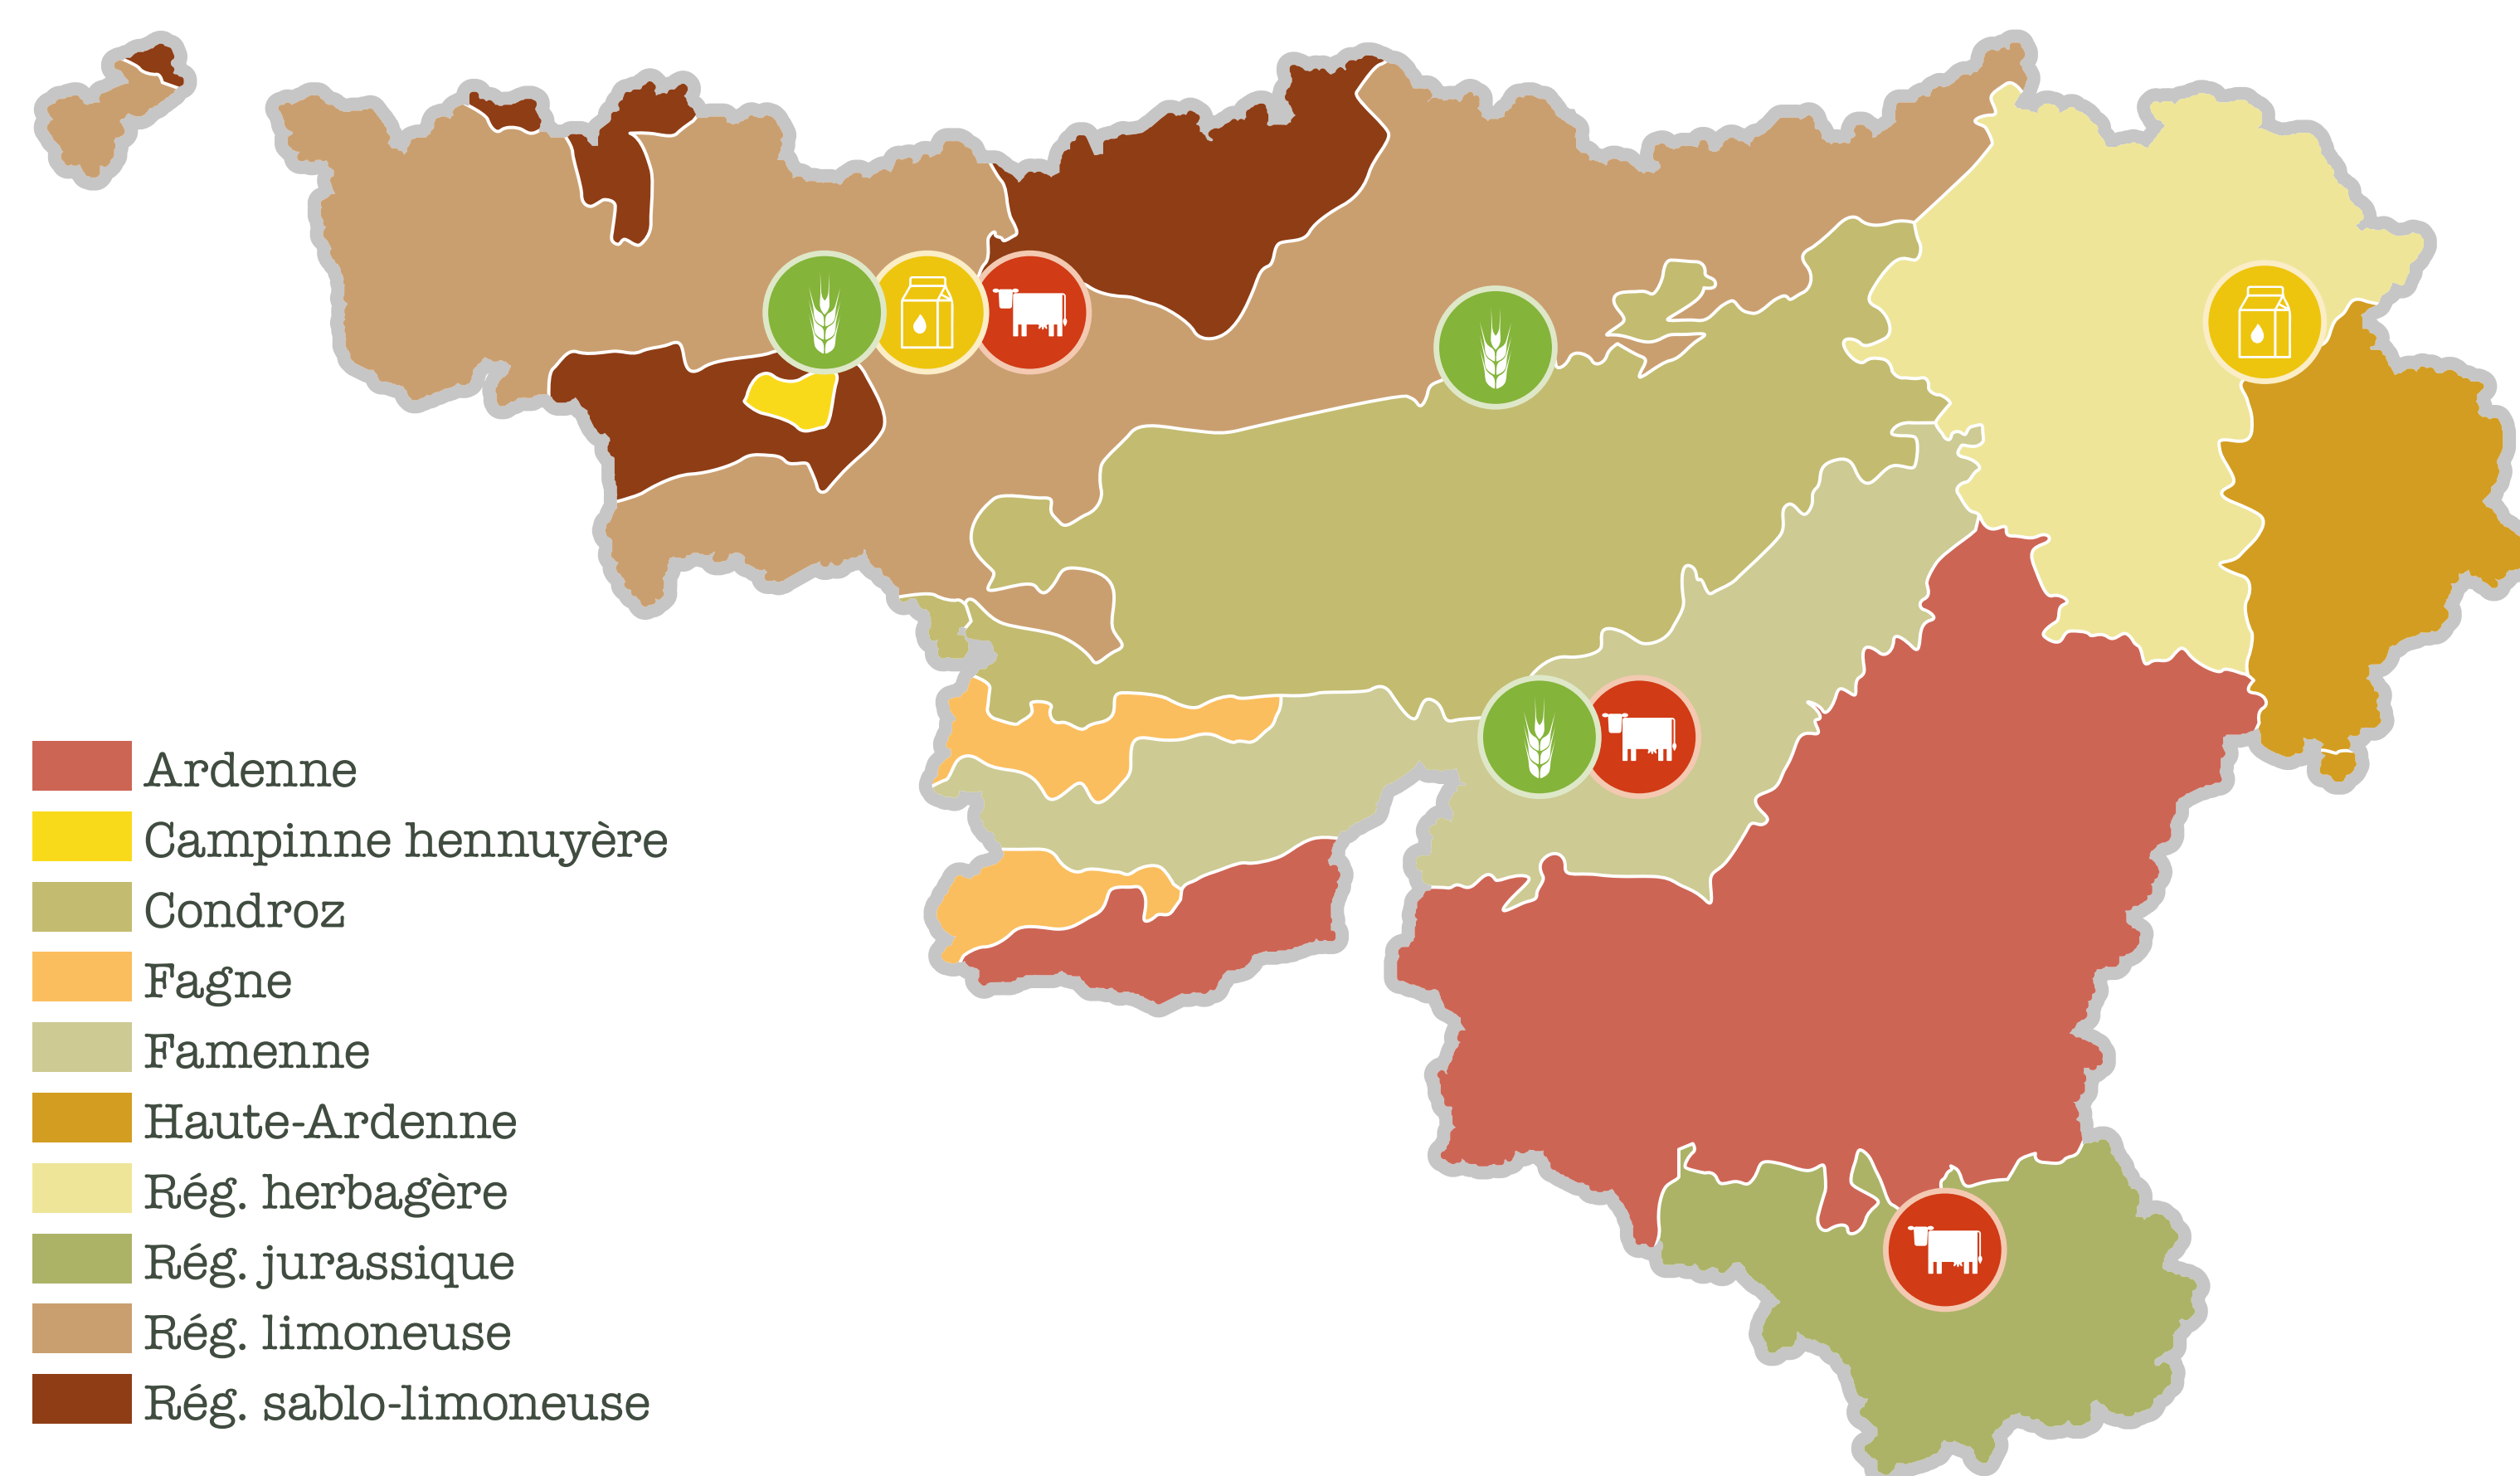 Ardenne
Campinne hennuyère
Condroz
Fagne
Famenne
Haute-Ardenne
Rég. herbagère
Rég. jurassique
Rég. limoneuse
Rég. sablo-limoneuse